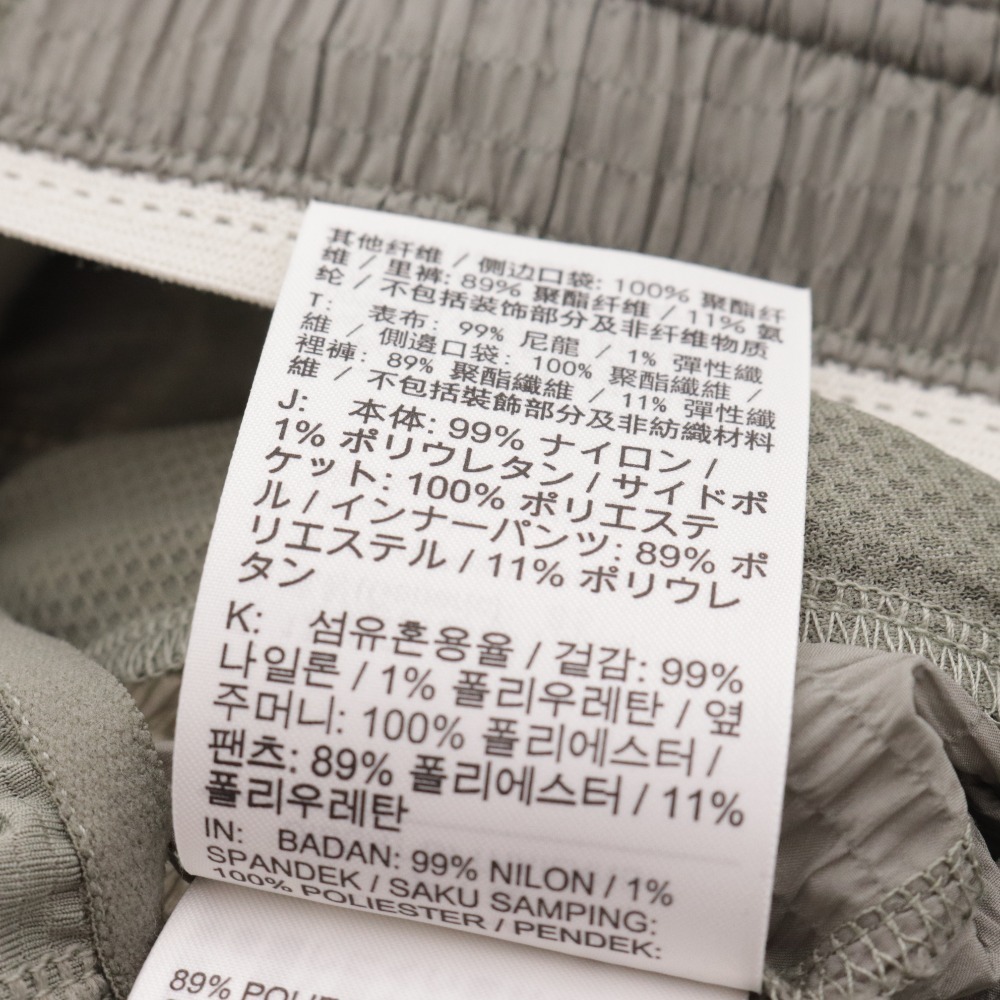 其他纤维 / 侧边口袋: 100% 聚酯纤
维 / 里裤: 89% 聚酯纤维 / 11% 氨
纶 / 不包括装饰部分及非纤维物质
T: 表布: 99% 尼龍 / 1% 彈性纖
維 / 側邊口袋: 100% 聚酯纖維 /
裡褲: 89% 聚酯纖維 / 11% 彈性纖
維 / 不包括裝飾部分及非紡織材料
J: 本体: 99% ナイロン /
1% ポリウレタン / サイドポ
ケット: 100% ポリエステ
ル / インナーパンツ: 89% ポ
リエステル / 11% ポリウレ
タン
K: 섬유혼용율 / 겉감: 99%
나일론 / 1% 폴리우레탄 / 옆
주머니: 100% 폴리에스터 /
팬츠: 89% 폴리에스터 / 11%
폴리우레탄
IN: BADAN: 99% NILON / 1%
SPANDEK / SAKU SAMPING:
100% POLIESTER / PENDEK:
89%